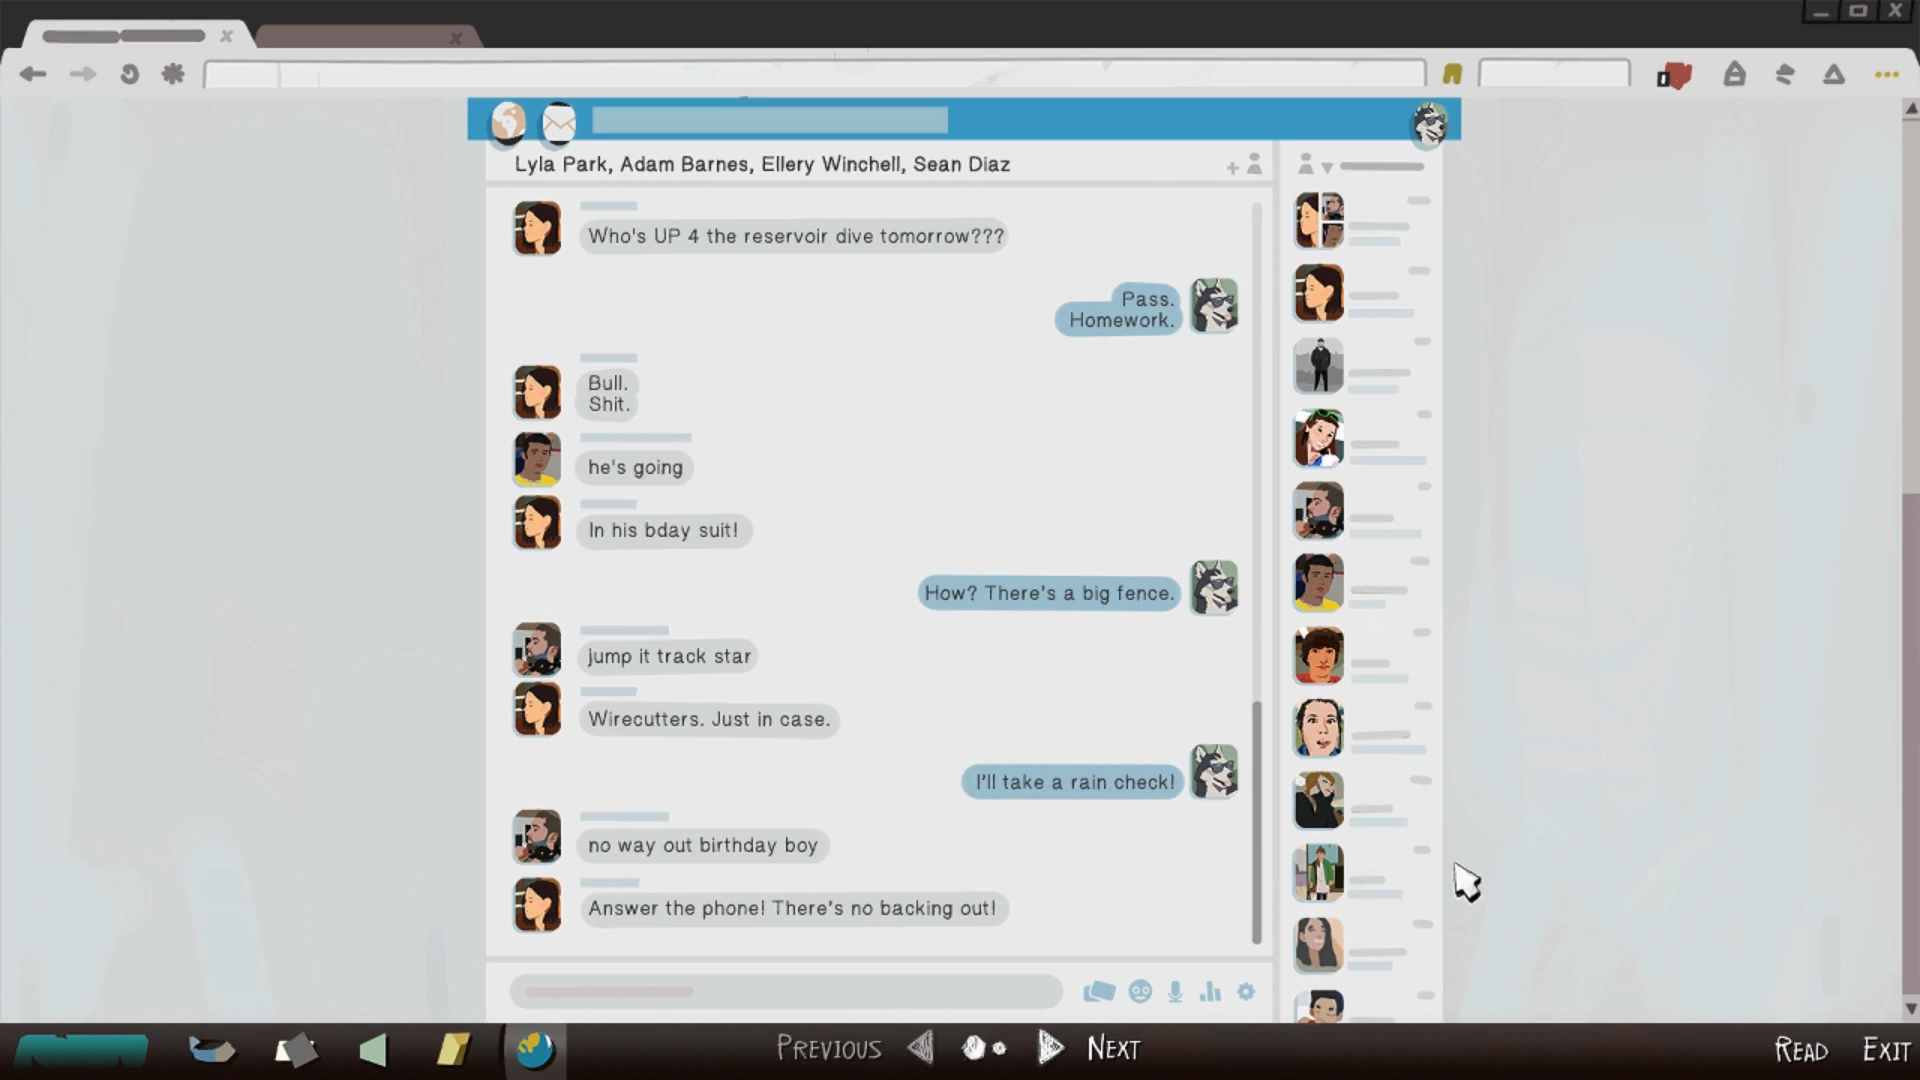 Lyla Park, Adam Barnes, Ellery Winchell, Sean Diaz
Who's UP 4 the reservoir dive tomorrow???
Pass.
Homework.
Bull.
Shit.
he's going
In his bday suit!
How? There's a big fence.
jump it track star
Wirecutters. Just in case.
I'll take a rain check!
no way out birthday boy
Answer the phone! There's no backing out!
PREVIOUS
NEXT
READ
EXIT